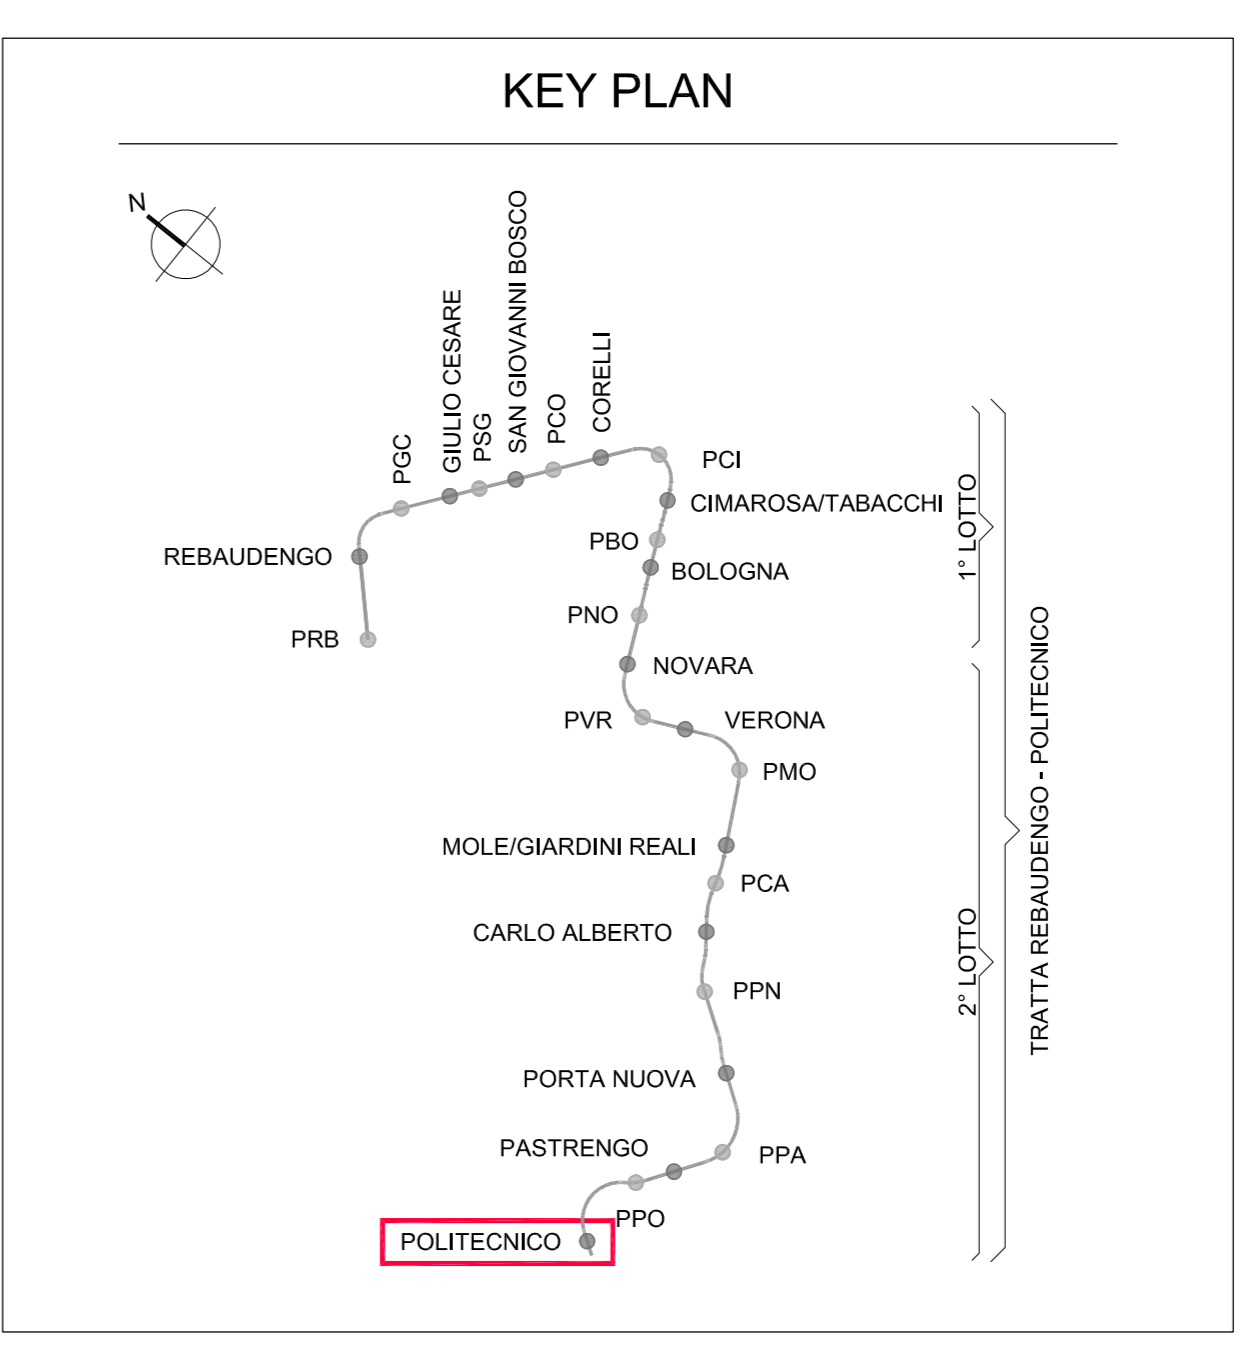 KEY PLAN
N
PGC
GIULIO CESARE
PSG
SAN GIOVANNI BOSCO
PCO
CORELLI
PCI
CIMAROSA/TABACCHI
PBO
REBAUDENGO
BOLOGNA
PNO
PRB
NOVARA
PVR
VERONA
PMO
MOLE/GIARDINI REALI
PCA
CARLO ALBERTO
PPN
PORTA NUOVA
PASTRENGO
PPA
PPO
POLITECNICO
1° LOTTO
2° LOTTO
TRATTA REBAUDENGO - POLITECNICO